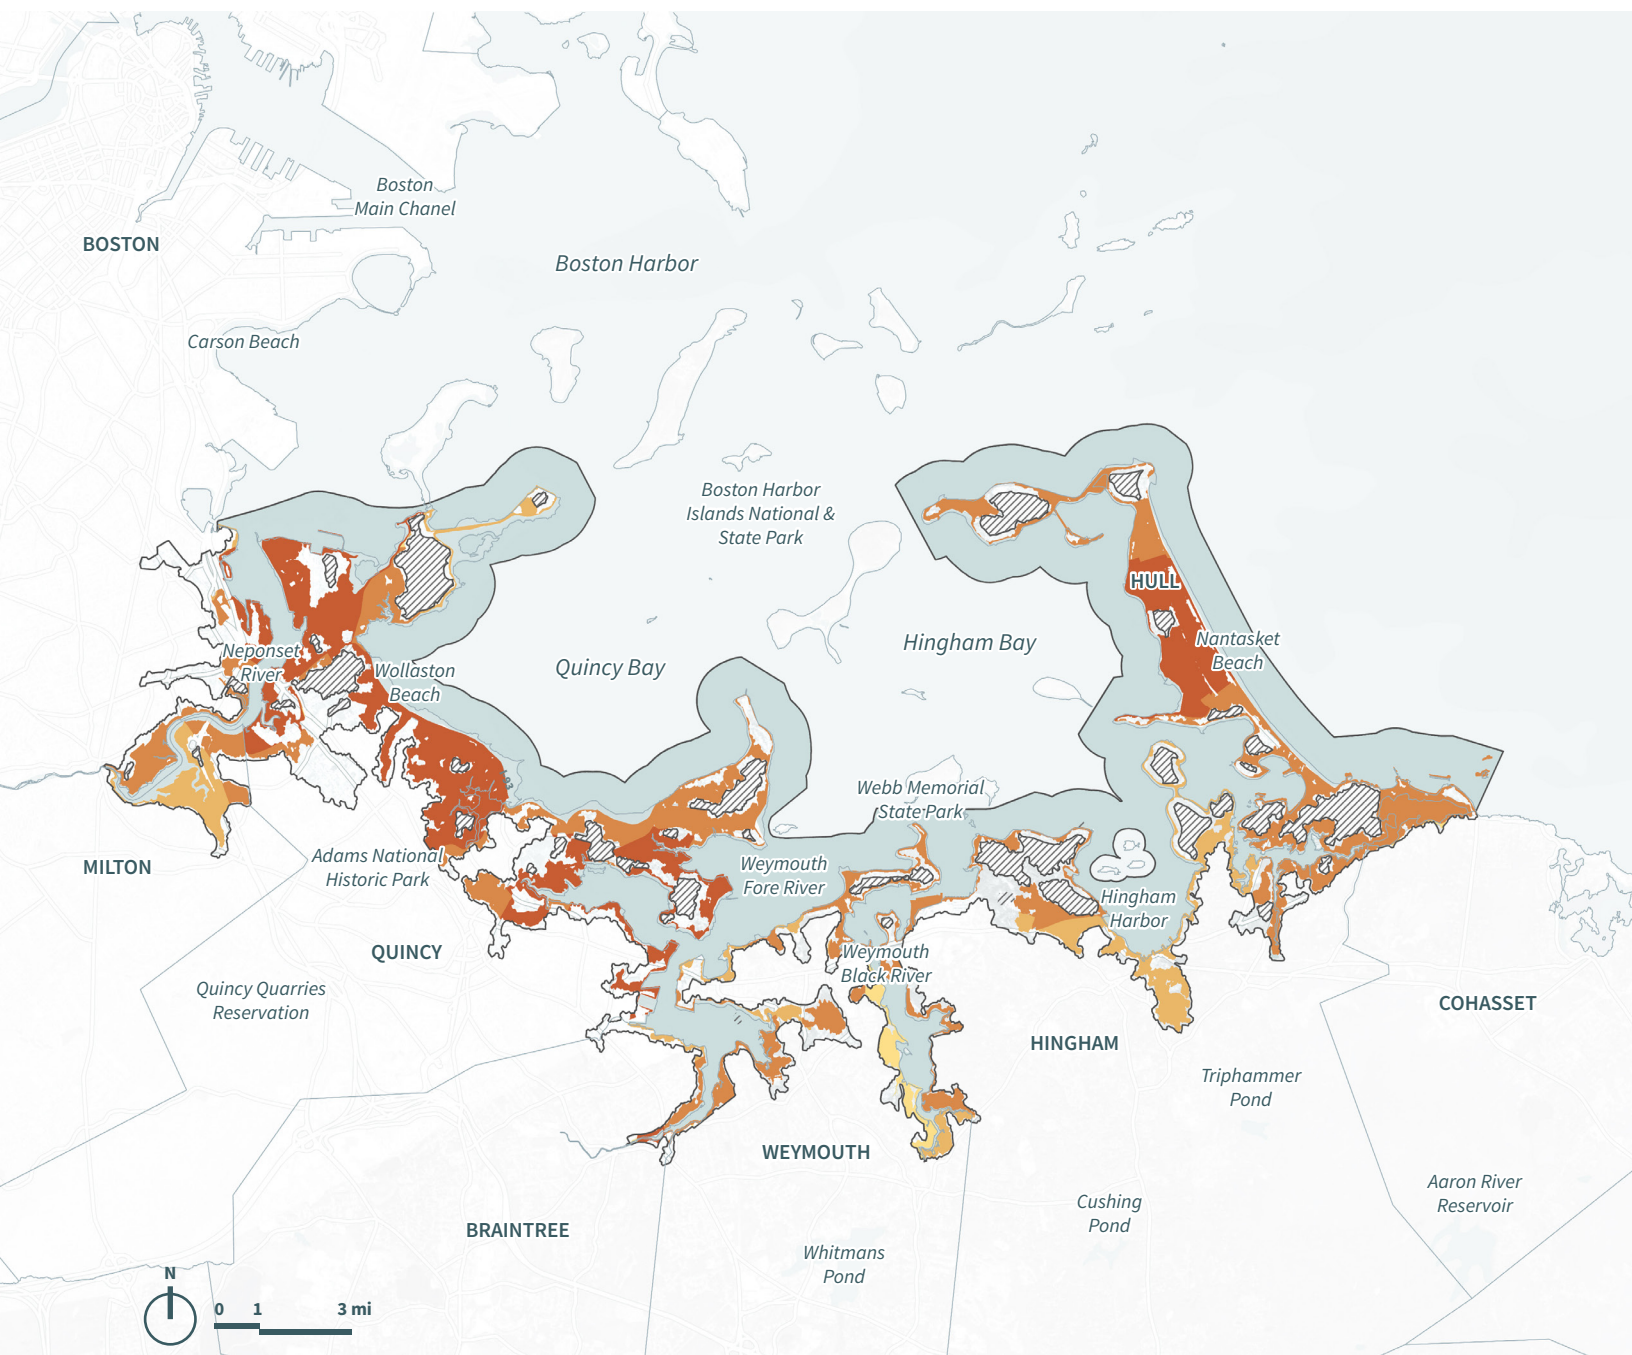 Boston
Main Chanel
BOSTON
Boston Harbor
Carson Beach
Boston Harbor
Islands National &
State Park
HULL
Neponset
River
Wollaston
Beach
Quincy Bay
Hingham Bay
Nantasket
Beach
Webb Memorial
State Park
MILTON
Adams National
Historic Park
Weymouth
Fore River
Hingham
Harbor
QUINCY
Weymouth
Black River
Quincy Quarries
Reservation
COHASSET
HINGHAM
Triphammer
Pond
WEYMOUTH
Aaron River
Reservoir
Cushing
Pond
BRAINTREE
Whitmans
Pond
N
0 1 3 mi